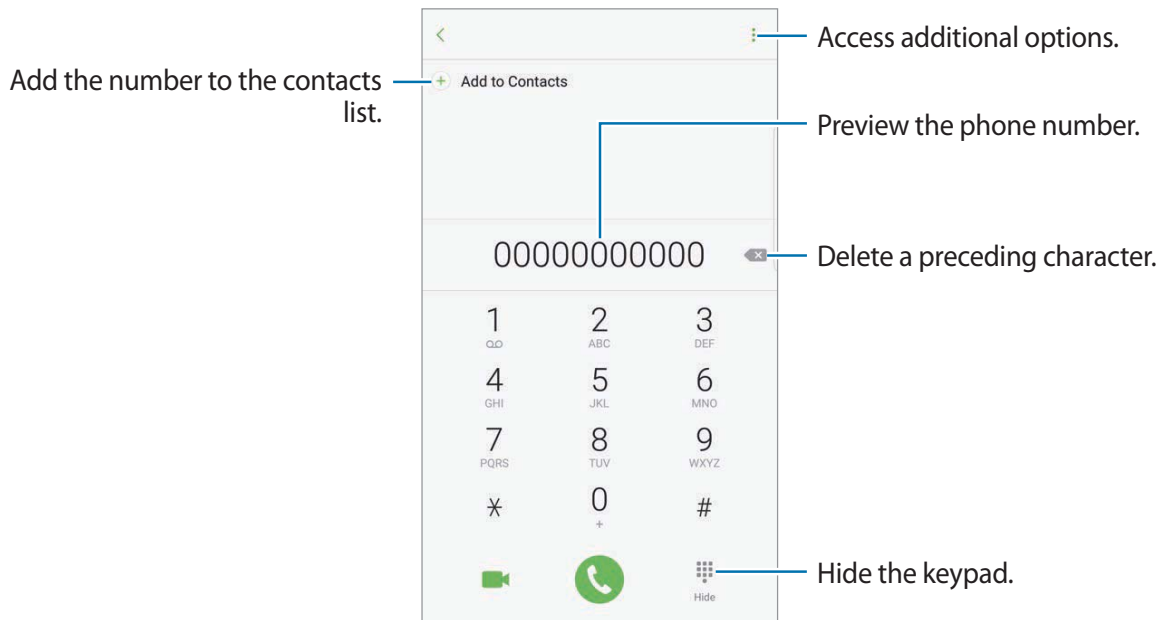 Access additional options.
Add the number to the contacts
list.
Add to Contacts
Preview the phone number.
00000000000
Delete a preceding character.
1
2
ABC
3
DEF
4
GHI
5
JKL
6
MNO
7
PQRS
8
TUV
9
WXYZ
*
0
+
#
Hide
Hide the keypad.